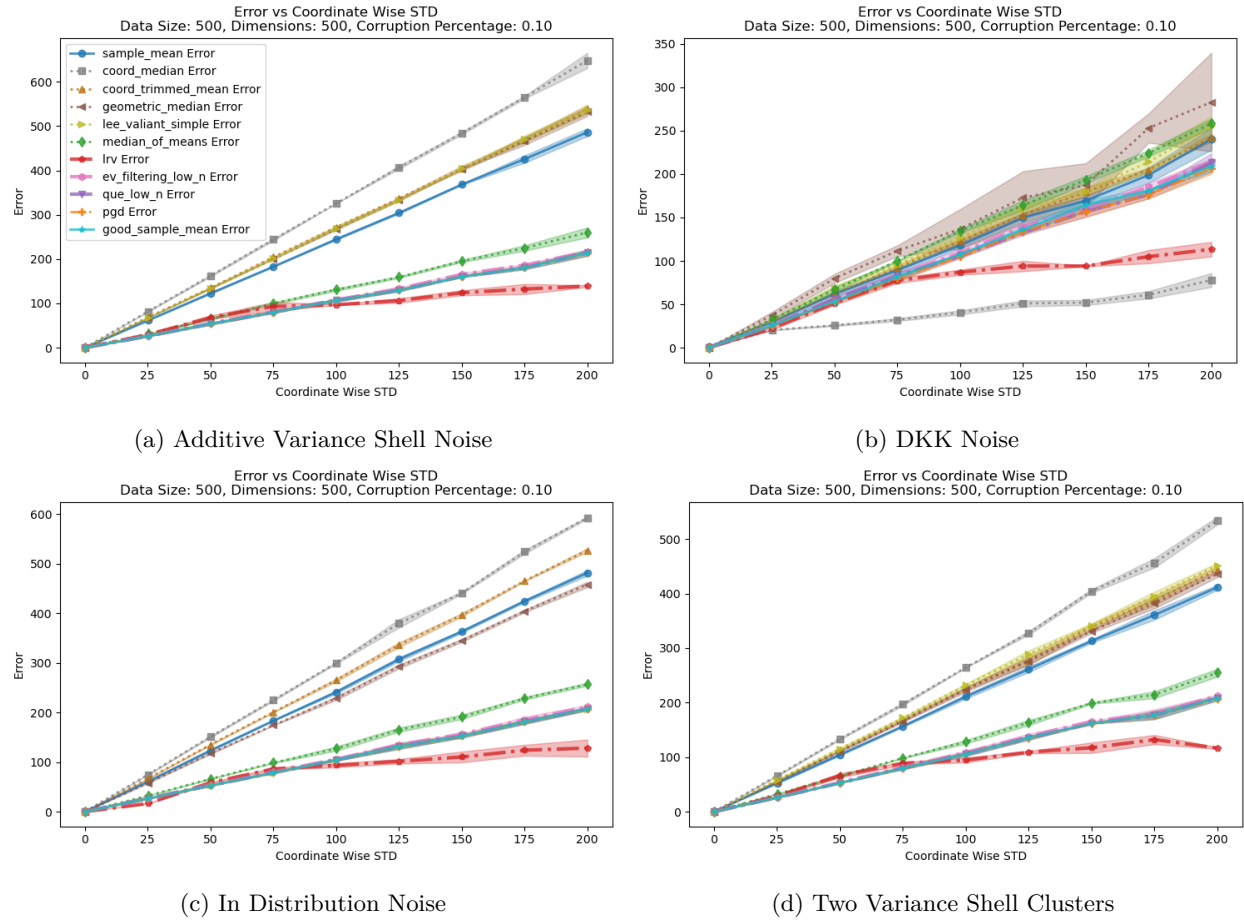 Error vs Coordinate Wise STD
Data Size: 500, Dimensions: 500, Corruption Percentage: 0.10
600
500
400
300
200
100
0
Error
sample_mean Error
coord_median Error
coord_trimmed_mean Error
geometric_median Error
lee_valiant_simple Error
median_of_means Error
lrv Error
ev_filtering_low_n Error
que_low_n Error
pgd Error
good_sample_mean Error
0 25 50 75 100 125 150 175 200
Coordinate Wise STD
(a) Additive Variance Shell Noise
Error vs Coordinate Wise STD
Data Size: 500, Dimensions: 500, Corruption Percentage: 0.10
350
300
250
200
150
100
50
0
Error
0 25 50 75 100 125 150 175 200
Coordinate Wise STD
(b) DKK Noise
Error vs Coordinate Wise STD
Data Size: 500, Dimensions: 500, Corruption Percentage: 0.10
600
500
400
300
200
100
0
Error
0 25 50 75 100 125 150 175 200
Coordinate Wise STD
(c) In Distribution Noise
Error vs Coordinate Wise STD
Data Size: 500, Dimensions: 500, Corruption Percentage: 0.10
500
400
300
200
100
0
Error
0 25 50 75 100 125 150 175 200
Coordinate Wise STD
(d) Two Variance Shell Clusters